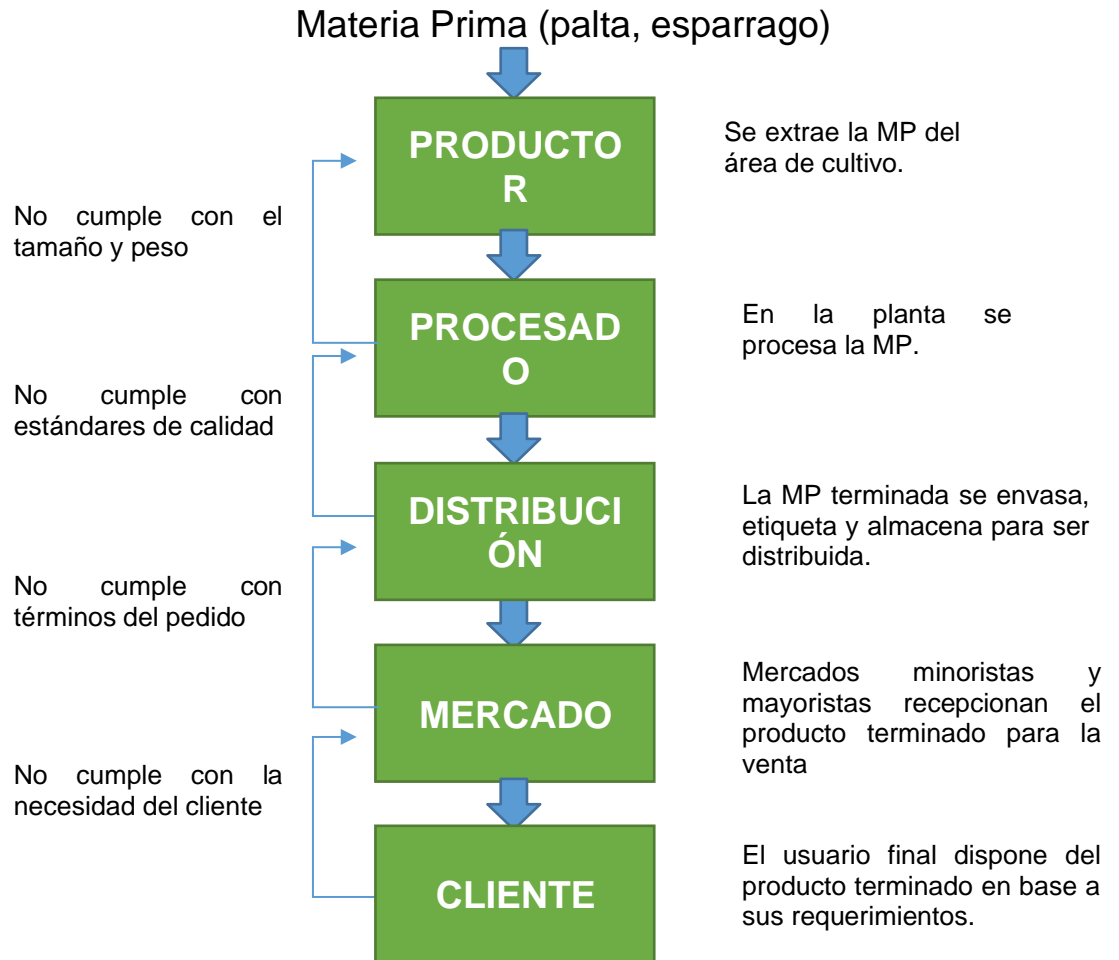 Materia Prima (palta, esparrago)
PRODUCTO
R
Se extrae la MP del
área de cultivo.
No cumple con el
tamaño y peso
PROCESAD
O
En la planta se
procesa la MP.
No cumple con
estándares de calidad
DISTRIBUCI
ÓN
La MP terminada se envasa,
etiqueta y almacena para ser
distribuida.
No cumple con
términos del pedido
MERCADO
Mercados minoristas y
mayoristas recepcionan el
producto terminado para la
venta
No cumple con la
necesidad del cliente
CLIENTE
El usuario final dispone del
producto terminado en base a
sus requerimientos.